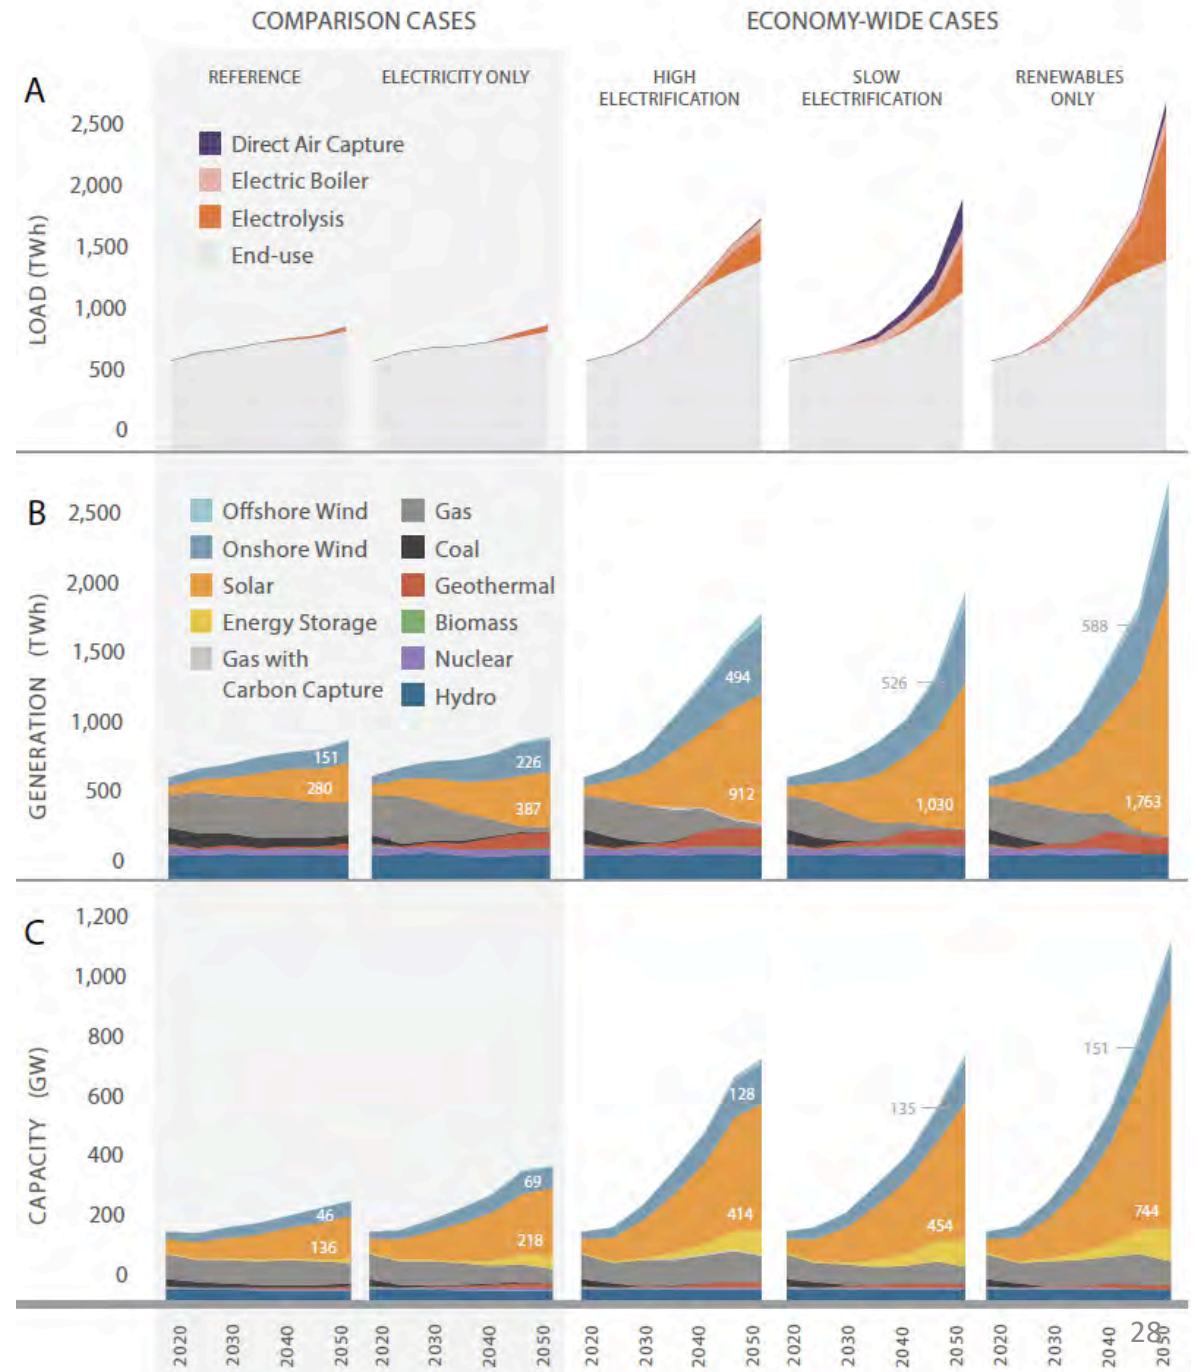 COMPARISON CASES
ECONOMY-WIDE CASES
REFERENCE
ELECTRICITY ONLY
HIGH
ELECTRIFICATION
SLOW
ELECTRIFICATION
RENEWABLES
ONLY
A
LOAD (TWh)
2,500
2,000
1,500
1,000
500
0
Direct Air Capture
Electric Boiler
Electrolysis
End-use
B
GENERATION (TWh)
2,500
2,000
1,500
1,000
500
0
Offshore Wind
Onshore Wind
Solar
Energy Storage
Gas with
Carbon Capture
Gas
Coal
Geothermal
Biomass
Nuclear
Hydro
151
280
226
387
494
912
526
1,030
588
1,763
C
CAPACITY (GW)
1,200
1,000
800
600
400
200
0
46
136
69
218
128
414
135
454
151
744
2020 2030 2040 2050
2020 2030 2040 2050
2020 2030 2040 2050
2020 2030 2040 2050
2020 2030 2040 2050
28